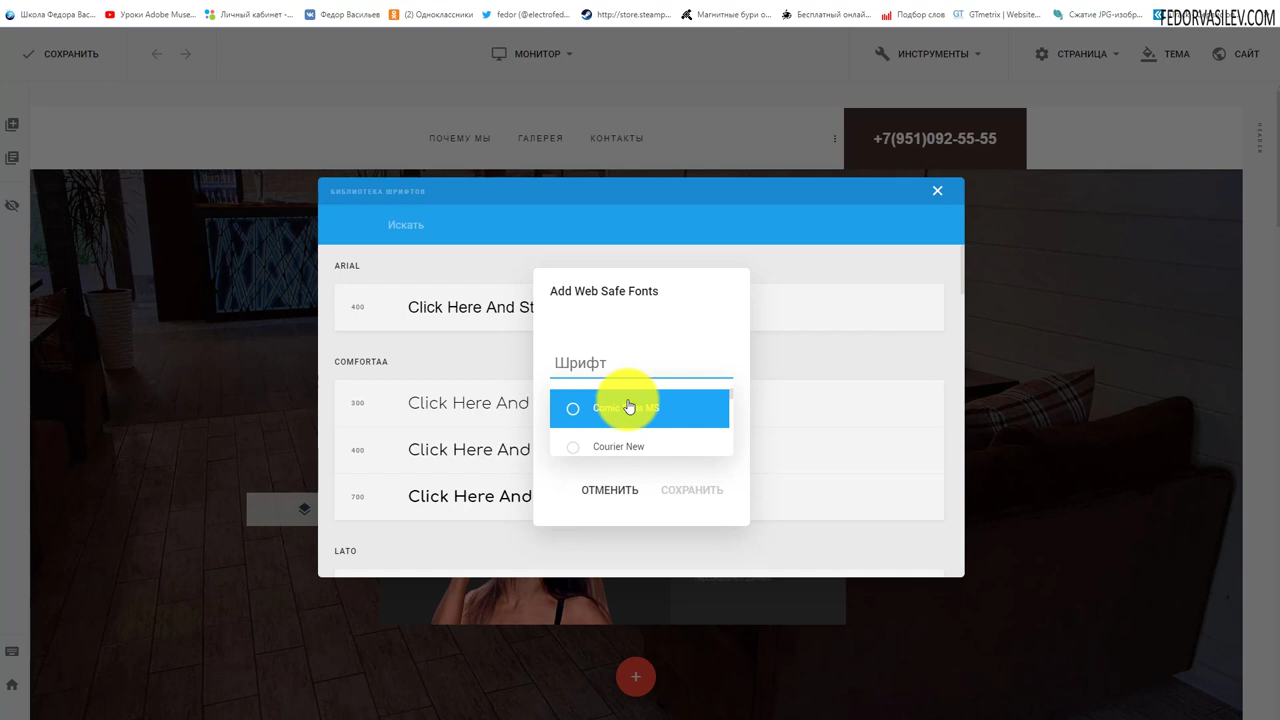 Школа Федора Вас...
Уроки Adobe Muse...
Личный кабинет -...
Федор Васильев
(2) Одноклассники
fedor (@electrofed...
http://store.steamp...
Магнитные бури о...
Бесплатный онлай...
Подбор слов
GTmetrix | Website...
Сжатие JPG-изобр...
FEDORVASILEV.COM
СОХРАНИТЬ
МОНИТОР
ИНСТРУМЕНТЫ
СТРАНИЦА
ТЕМА
САЙТ
ПОЧЕМУ МЫ
ГАЛЕРЕЯ
КОНТАКТЫ
+7(951)092-55-55
HEADER
БИБЛИОТЕКА ШРИФТОВ
Искать
ARIAL
400
Click Here And St
COMFORTAA
300
Click Here And
400
Click Here And
700
Click Here And
LATO
Add Web Safe Fonts
Шрифт
Comic Sans MS
Courier New
ОТМЕНИТЬ
СОХРАНИТЬ